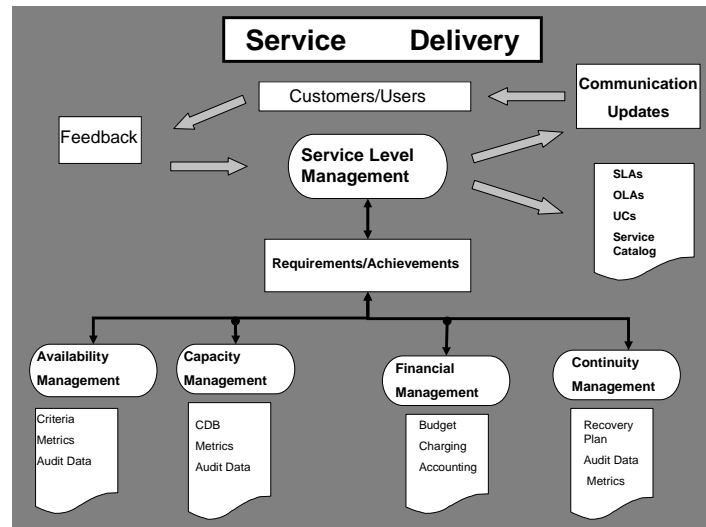 Service Delivery
Customers/Users
Communication
Updates
Feedback
Service Level
Management
SLAs
OLAs
UCs
Service
Catalog
Requirements/Achievements
Availability
Management
Capacity
Management
Financial
Management
Continuity
Management
Criteria
Metrics
Audit Data
CDB
Metrics
Audit Data
Budget
Charging
Accounting
Recovery
Plan
Audit Data
Metrics